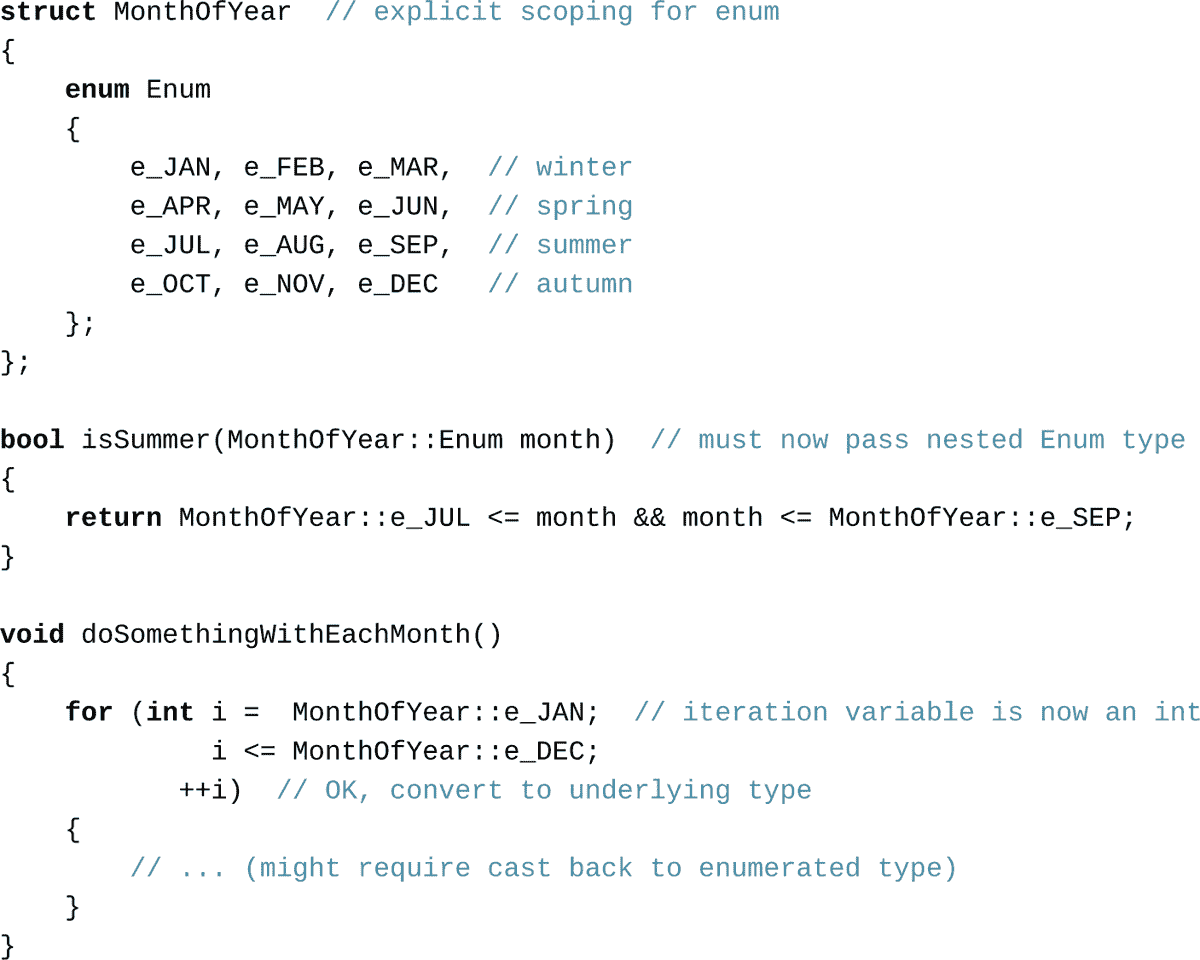 struct MonthOfYear  // explicit scoping for enum
{
    enum Enum
    {
        e_JAN, e_FEB, e_MAR,  // winter
        e_APR, e_MAY, e_JUN,  // spring
        e_JUL, e_AUG, e_SEP,  // summer
        e_OCT, e_NOV, e_DEC   // autumn
    };
};

bool isSummer(MonthOfYear::Enum month)  // must now pass nested Enum type
{
    return MonthOfYear::e_JUL <= month && month <= MonthOfYear::e_SEP;
}

void doSomethingWithEachMonth()
{
    for (int i =  MonthOfYear::e_JAN;  // iteration variable is now an int
             i <= MonthOfYear::e_DEC;
           ++i)  // OK, convert to underlying type
    {
        // ... (might require cast back to enumerated type)
    }
}